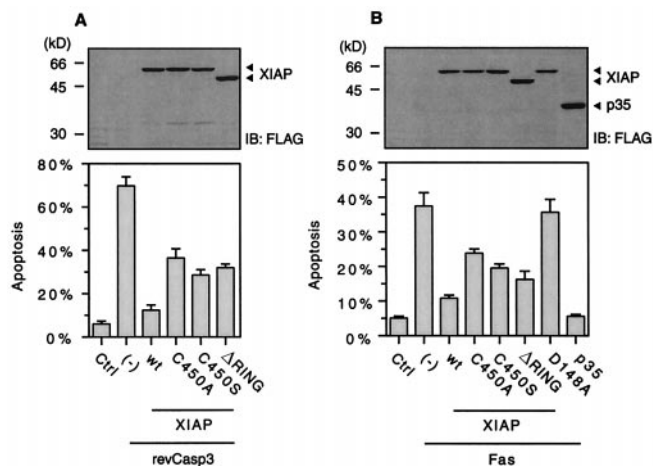 A
(kD)
66
45
30
XIAP
IB: FLAG
80%
60%
40%
20%
0%
Apoptosis
Ctrl
(-)
wt
C450A
C450S
ΔRING
XIAP
revCasp3
B
(kD)
66
45
30
XIAP
p35
IB: FLAG
50%
40%
30%
20%
10%
0%
Apoptosis
Ctrl
(-)
wt
C450A
C450S
ΔRING
D148A
p35
XIAP
Fas